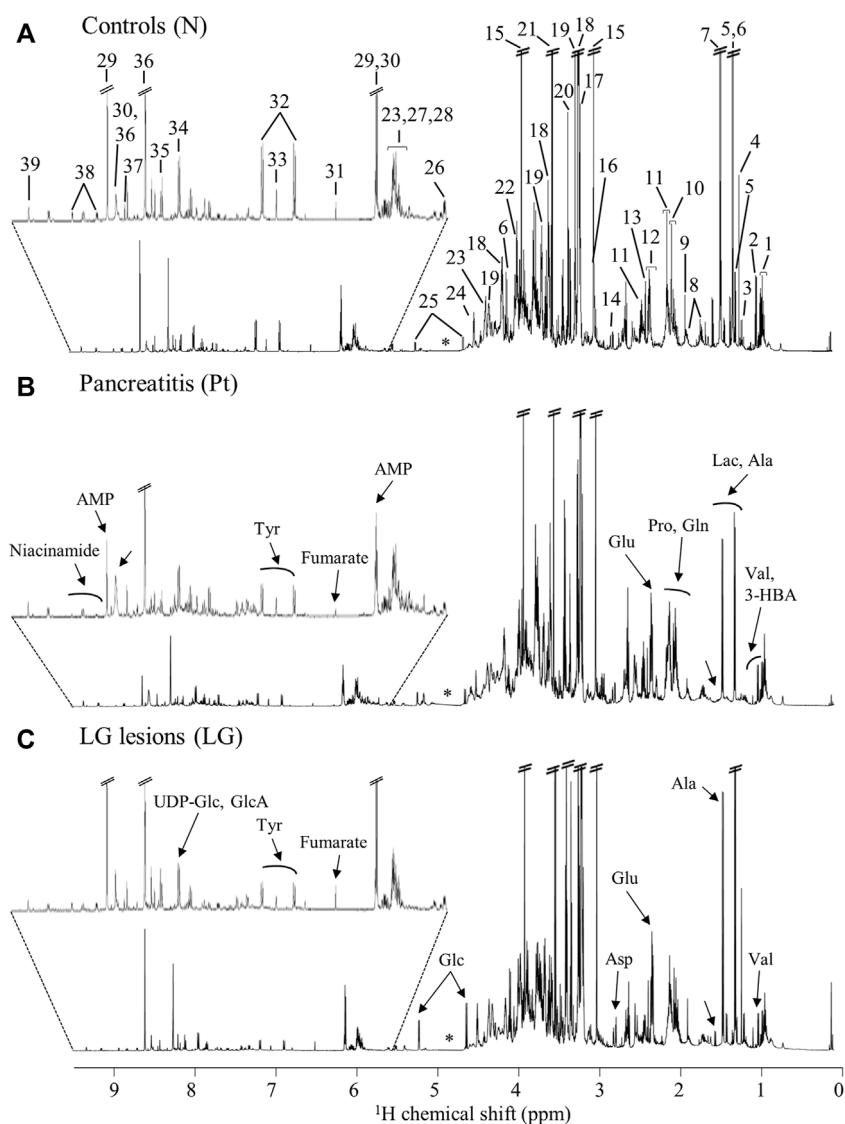 A
Controls (N)
29
36
29,30
15
21
19
18
15
7
5,6
30,
36
37
35
34
32
33
31
23,27,28
26
39
38
20
17
18
16
4
5
22
19
6
11
10
13
12
11
9
2
1
18
23
19
24
25
*
14
8
3
B
Pancreatitis (Pt)
AMP
AMP
Lac, Ala
Niacinamide
Tyr
Fumarate
Glu
Pro, Gln
Val,
3-HBA
*
C
LG lesions (LG)
UDP-Glc, GlcA
Tyr
Fumarate
Ala
Glu
Glc
Asp
Val
*
9 8 7 6 5 4 3 2 1 0
¹H chemical shift (ppm)